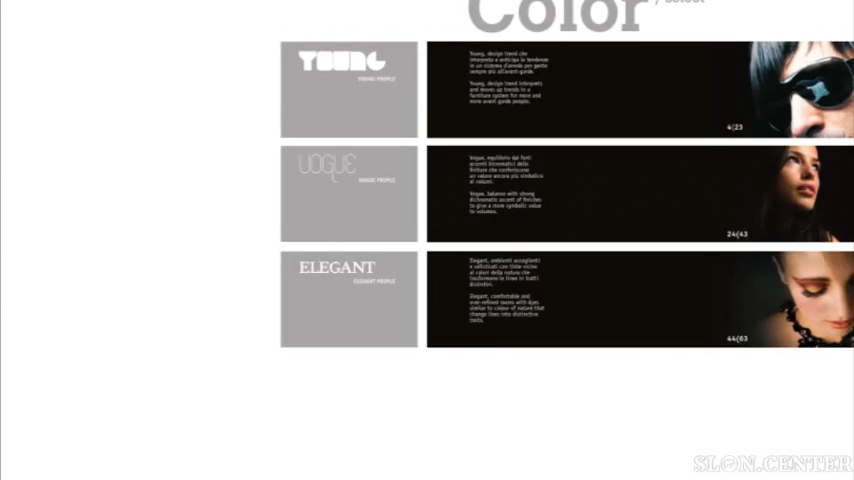 Color / Select
YOUNG
YOUNG PEOPLE
Young, design trend che
interpreta e anticipa le tendenze
in un sistema d'arredo per gente
sempre più all'avanguardia.
Young, design trend interprets
and moves up trends in a
furniture system for more and
more avant garde people.
4|23
VOGUE
VOGUE PEOPLE
Vogue, equilibrio dai forti
accenti bicromatici delle
finiture che conferiscono
un valore ancora più simbolico
ai volumi.
Vogue, balance with strong
dichromatic accent of finishes
to give a more symbolic value
to volumes.
24(43
ELEGANT
ELEGANT PEOPLE
Elegant, ambienti accoglienti
e sofisticati con tinte vicine
ai colori della natura che
trasformano le linee in tratti
distintivi.
Elegant, comfortable and
over-refined rooms with dyes
similar to colour of nature that
change lines into distinctive
traits.
44(63
SLON.CENTER